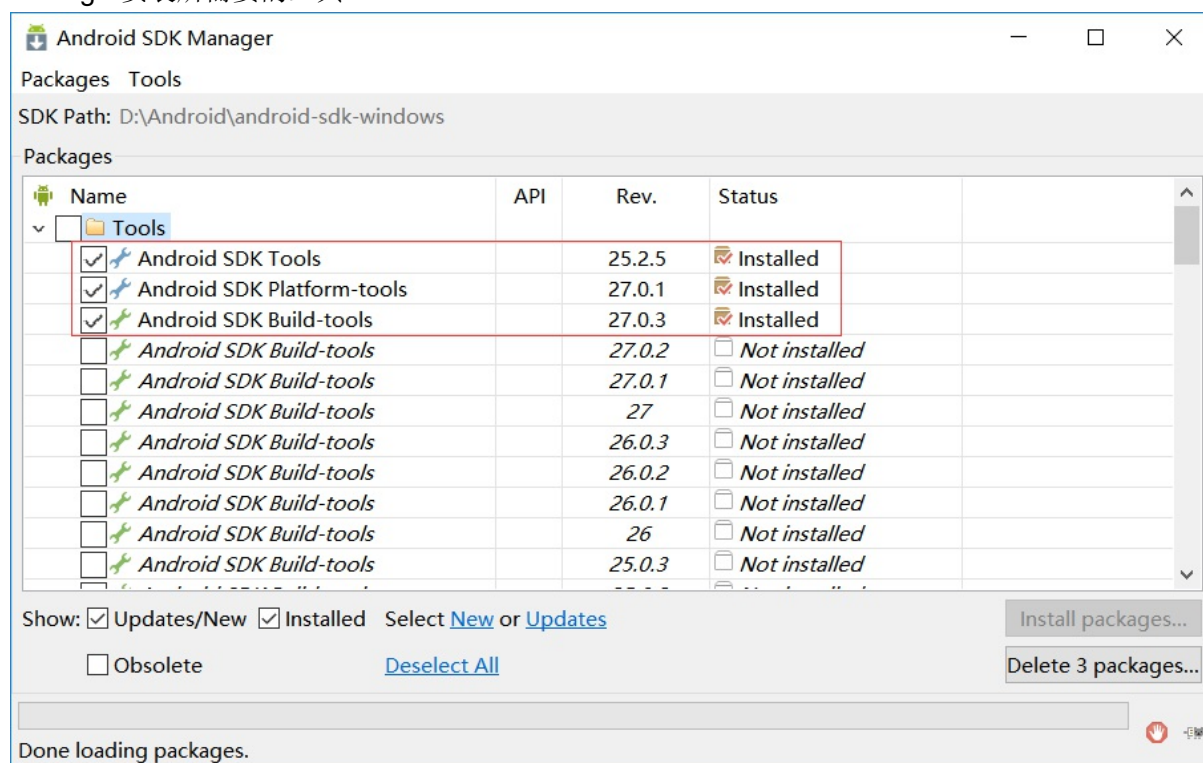 Android SDK Manager
Packages Tools
SDK Path: D:\Android\android-sdk-windows
Packages
Name API Rev. Status
Tools
Android SDK Tools 25.2.5 Installed
Android SDK Platform-tools 27.0.1 Installed
Android SDK Build-tools 27.0.3 Installed
Android SDK Build-tools 27.0.2 Not installed
Android SDK Build-tools 27.0.1 Not installed
Android SDK Build-tools 27 Not installed
Android SDK Build-tools 26.0.3 Not installed
Android SDK Build-tools 26.0.2 Not installed
Android SDK Build-tools 26.0.1 Not installed
Android SDK Build-tools 26 Not installed
Android SDK Build-tools 25.0.3 Not installed
Show: Updates/New Installed Select New or Updates Install packages...
Obsolete Deselect All Delete 3 packages...
Done loading packages.